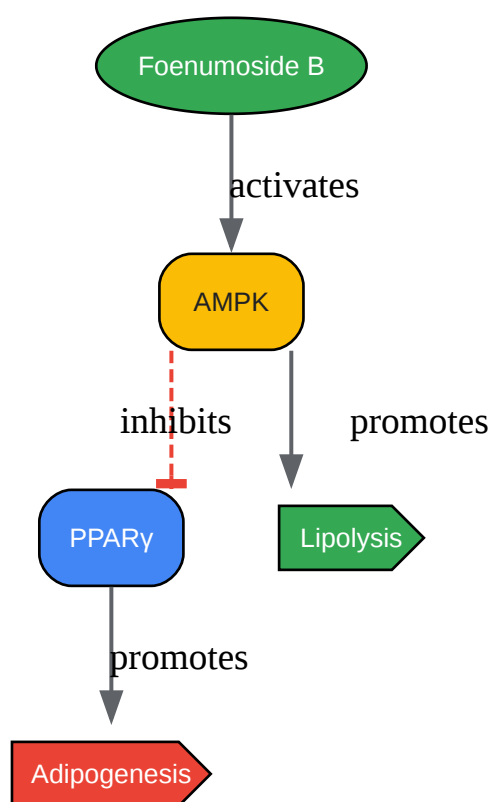 Foenumoside B
activates
AMPK
inhibits
promotes
PPARγ
Lipolysis
promotes
Adipogenesis